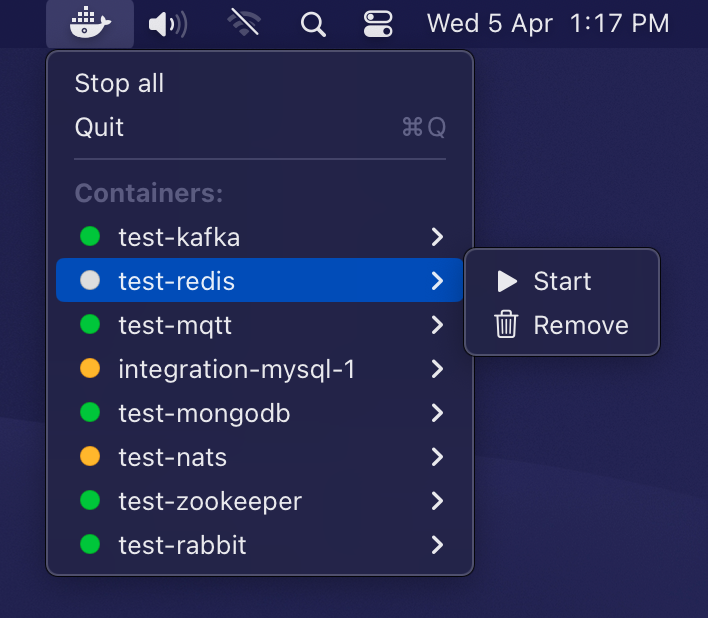 Wed 5 Apr 1:17 PM
Stop all
Quit ⌘Q
Containers:
test-kafka
test-redis
Start
test-mqtt
Remove
integration-mysql-1
test-mongodb
test-nats
test-zookeeper
test-rabbit